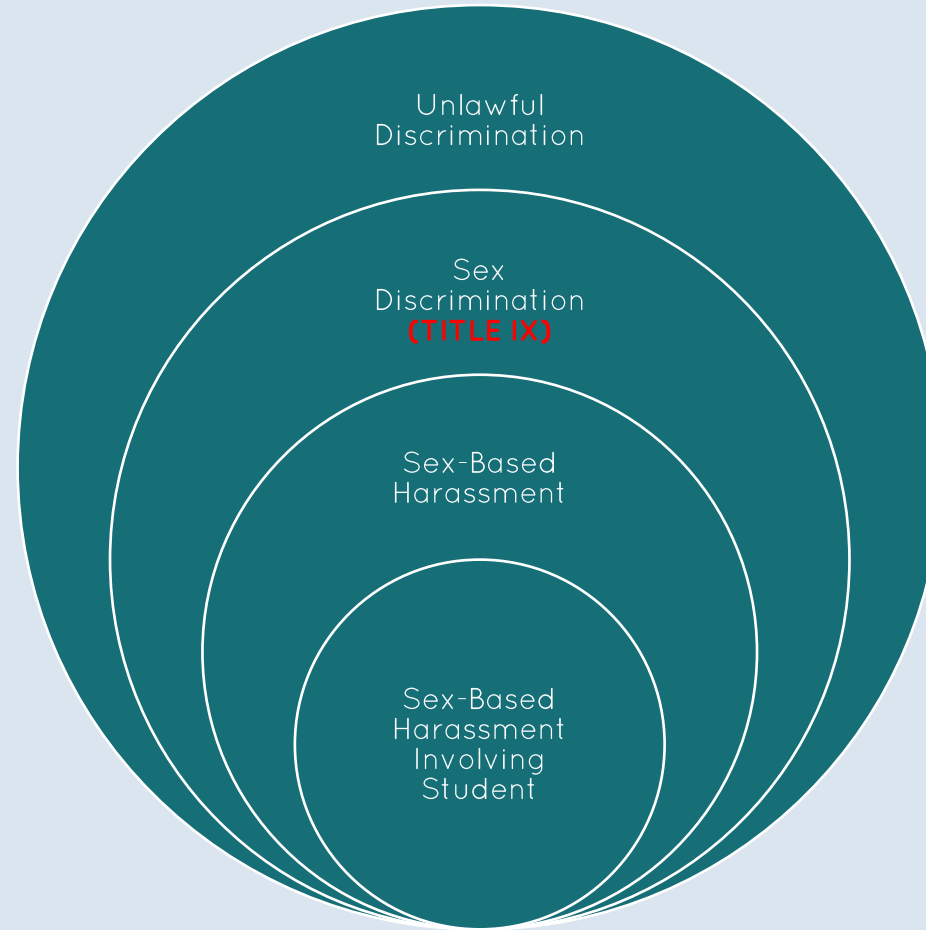 Unlawful
Discrimination
Sex
Discrimination
(TITLE IX)
Sex-Based
Harassment
Sex-Based
Harassment
Involving
Student